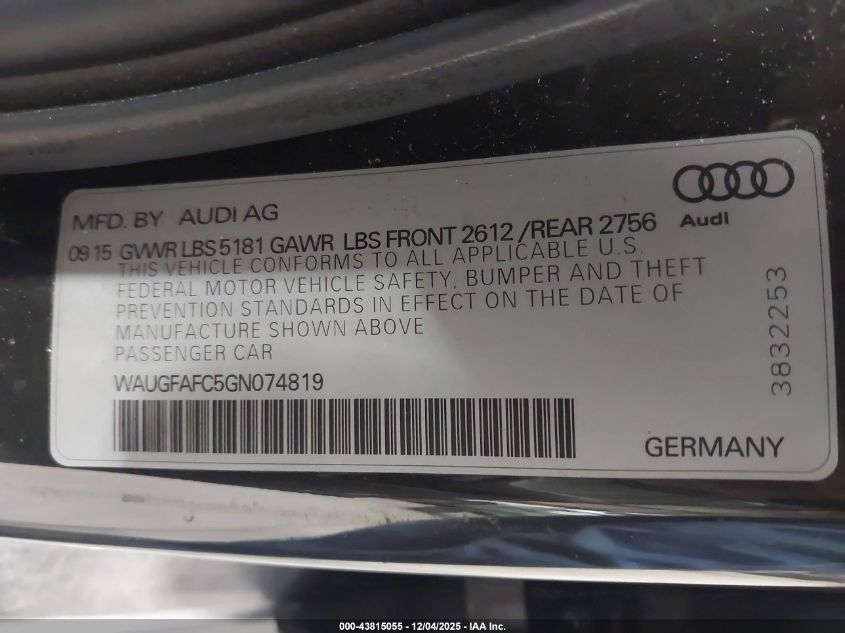 MFD. BY AUDI AG
Audi
09 15 GVWR LBS 5181 GAWR LBS FRONT 2612 /REAR 2756
THIS VEHICLE CONFORMS TO ALL APPLICABLE U.S.
FEDERAL MOTOR VEHICLE SAFETY, BUMPER AND THEFT
PREVENTION STANDARDS IN EFFECT ON THE DATE OF
MANUFACTURE SHOWN ABOVE
PASSENGER CAR
WAUGFAFC5GN074819
3832253
GERMANY
000-43815055 - 12/04/2025 - IAA Inc.